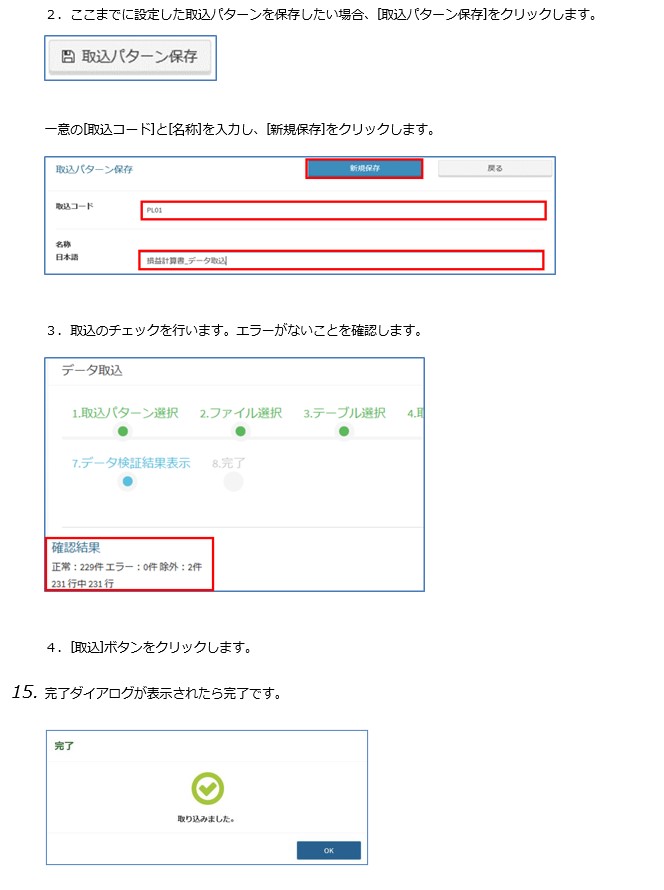 ２．ここまでに設定した取込パターンを保存したい場合、[取込パターン保存]をクリックします。
取込パターン保存
一意の[取込コード]と[名称]を入力し、[新規保存]をクリックします。
取込パターン保存 新規保存 戻る
取込コード PL01
名称
日本語 損益計算書_データ取込
３．取込のチェックを行います。エラーがないことを確認します。
データ取込
1.取込パターン選択 2.ファイル選択 3.テーブル選択 4.取
7.データ検証結果表示 8.完了
確認結果
正常：229件 エラー：0件 除外：2件
231 行中 231 行
４．[取込]ボタンをクリックします。
15. 完了ダイアログが表示されたら完了です。
完了
取り込みました。
OK